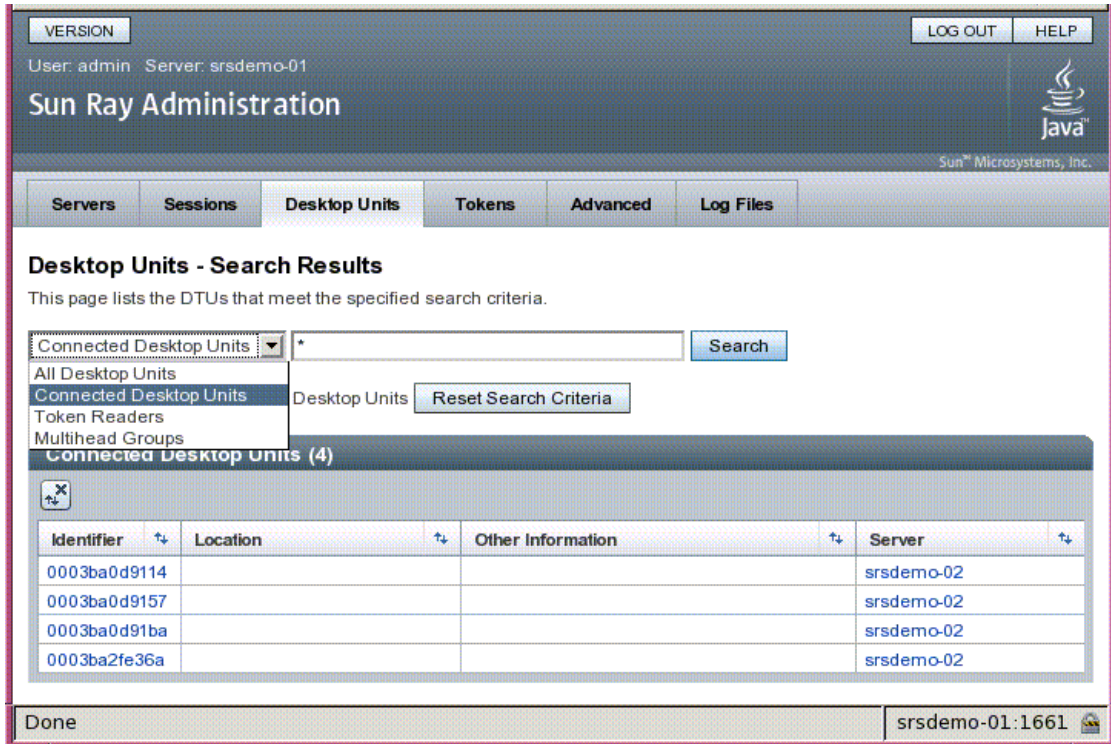 VERSION
LOG OUT HELP
User: admin Server: srsdemo-01
Sun Ray Administration
Java™
Sun™ Microsystems, Inc.
Servers Sessions Desktop Units Tokens Advanced Log Files
Desktop Units - Search Results
This page lists the DTUs that meet the specified search criteria.
Connected Desktop Units * Search
All Desktop Units
Connected Desktop Units Desktop Units Reset Search Criteria
Token Readers
Multihead Groups
Connected Desktop Units (4)
Identifier Location Other Information Server
0003ba0d9114 srsdemo-02
0003ba0d9157 srsdemo-02
0003ba0d91ba srsdemo-02
0003ba2fe36a srsdemo-02
Done srsdemo-01:1661